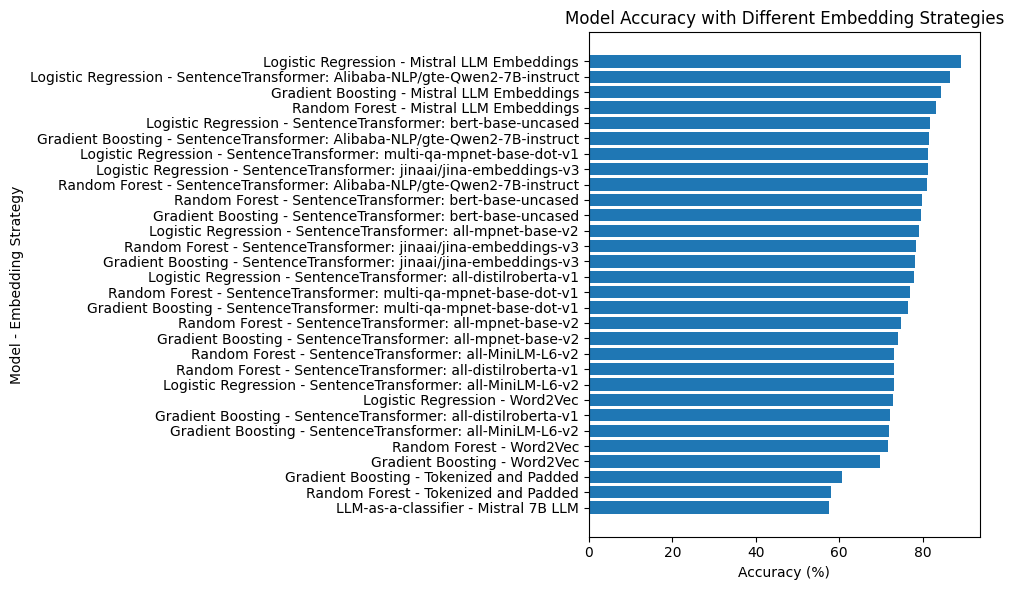 Model Accuracy with Different Embedding Strategies
Model - Embedding Strategy
Logistic Regression - Mistral LLM Embeddings
Logistic Regression - SentenceTransformer: Alibaba-NLP/gte-Qwen2-7B-instruct
Gradient Boosting - Mistral LLM Embeddings
Random Forest - Mistral LLM Embeddings
Logistic Regression - SentenceTransformer: bert-base-uncased
Gradient Boosting - SentenceTransformer: Alibaba-NLP/gte-Qwen2-7B-instruct
Logistic Regression - SentenceTransformer: multi-qa-mpnet-base-dot-v1
Logistic Regression - SentenceTransformer: jinaai/jina-embeddings-v3
Random Forest - SentenceTransformer: Alibaba-NLP/gte-Qwen2-7B-instruct
Random Forest - SentenceTransformer: bert-base-uncased
Gradient Boosting - SentenceTransformer: bert-base-uncased
Logistic Regression - SentenceTransformer: all-mpnet-base-v2
Random Forest - SentenceTransformer: jinaai/jina-embeddings-v3
Gradient Boosting - SentenceTransformer: jinaai/jina-embeddings-v3
Logistic Regression - SentenceTransformer: all-distilroberta-v1
Random Forest - SentenceTransformer: multi-qa-mpnet-base-dot-v1
Gradient Boosting - SentenceTransformer: multi-qa-mpnet-base-dot-v1
Random Forest - SentenceTransformer: all-mpnet-base-v2
Gradient Boosting - SentenceTransformer: all-mpnet-base-v2
Random Forest - SentenceTransformer: all-MiniLM-L6-v2
Random Forest - SentenceTransformer: all-distilroberta-v1
Logistic Regression - SentenceTransformer: all-MiniLM-L6-v2
Logistic Regression - Word2Vec
Gradient Boosting - SentenceTransformer: all-distilroberta-v1
Gradient Boosting - SentenceTransformer: all-MiniLM-L6-v2
Random Forest - Word2Vec
Gradient Boosting - Word2Vec
Gradient Boosting - Tokenized and Padded
Random Forest - Tokenized and Padded
LLM-as-a-classifier - Mistral 7B LLM
0 20 40 60 80
Accuracy (%)